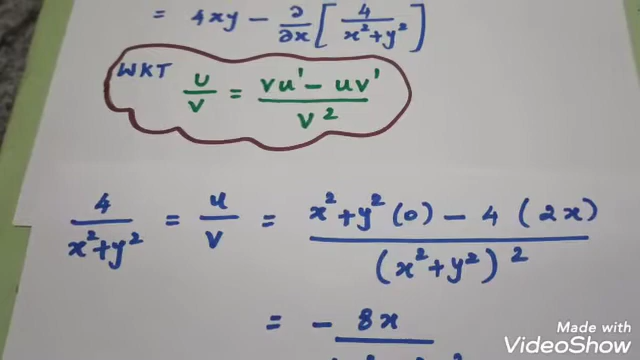 = 4xy - ∂/∂x [ 4/(x²+y²) ]
WKT u/v = (vu' - uv')/v²
4/(x²+y²) = u/v = (x²+y²(0) - 4(2x))/(x²+y²)²
= - 8x
Made with
VideoShow